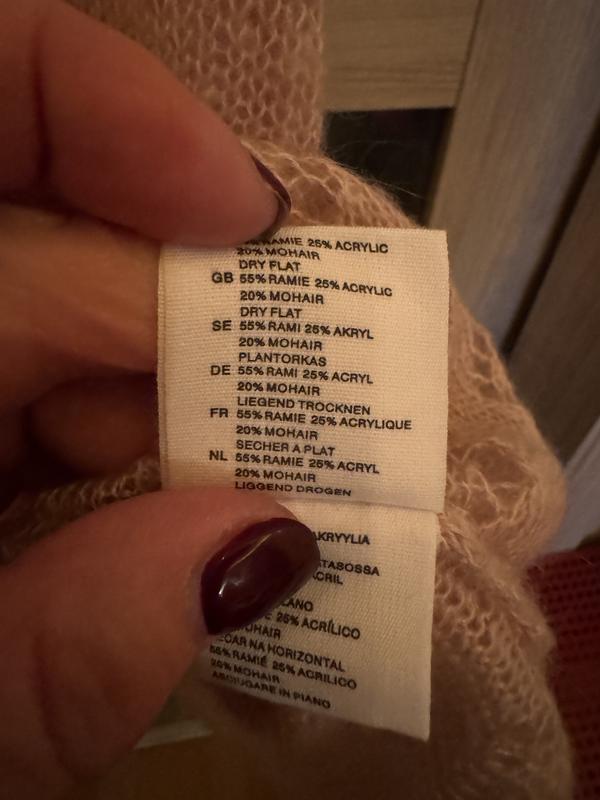 RAMIE 25% ACRYLIC
20% MOHAIR
DRY FLAT
GB 55% RAMIE 25% ACRYLIC
20% MOHAIR
DRY FLAT
SE 55% RAMI 25% AKRYL
20% MOHAIR
PLANTORKAS
DE 55% RAMI 25% ACRYL
20% MOHAIR
LIEGEND TROCKNEN
FR 55% RAMIE 25% ACRYLIQUE
20% MOHAIR
SECHER A PLAT
NL 55% RAMIE 25% ACRYL
20% MOHAIR
LIGGEND DROGEN
AKRYYLIA
25% ACRÍLICO
MOHAIR
SECAR NA HORIZONTAL
55% RAMIÉ 25% ACRILICO
20% MOHAIR
ASCIUGARE IN PIANO